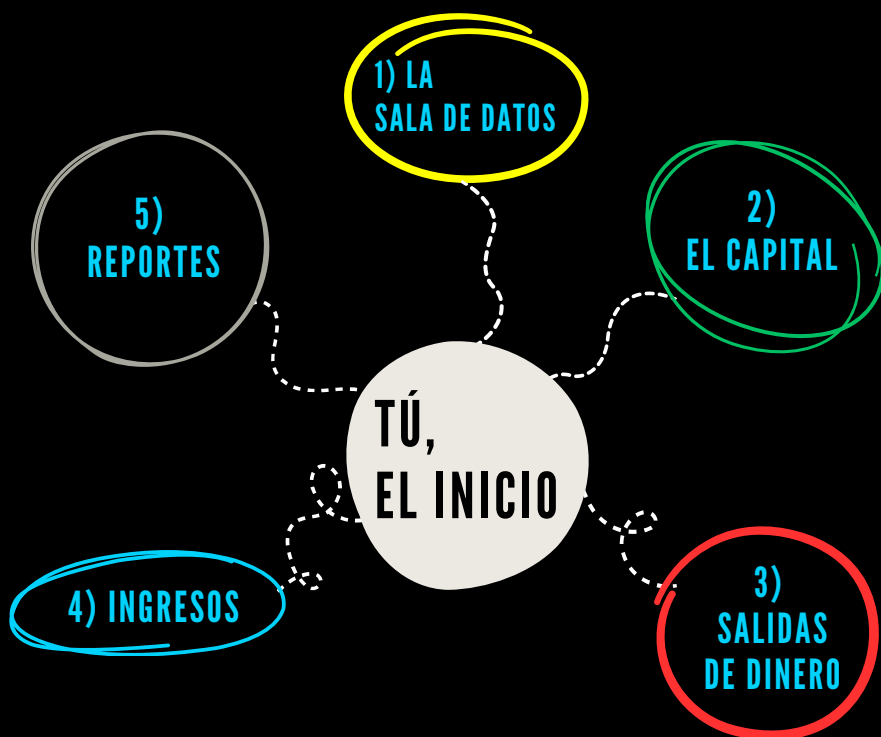 1) LA
SALA DE DATOS
2)
EL CAPITAL
3)
SALIDAS
DE DINERO
4) INGRESOS
5)
REPORTES
TÚ,
EL INICIO